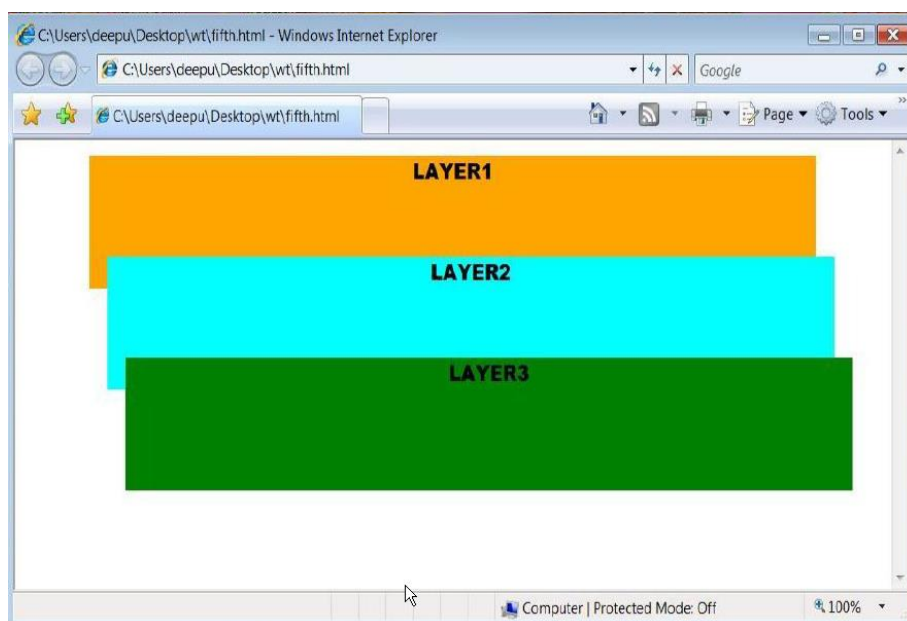 C:\Users\deepu\Desktop\wt\fifth.html - Windows Internet Explorer
C:\Users\deepu\Desktop\wt\fifth.html
Google
C:\Users\deepu\Desktop\wt\fifth.html
Page
Tools
LAYER1
LAYER2
LAYER3
Computer | Protected Mode: Off
100%